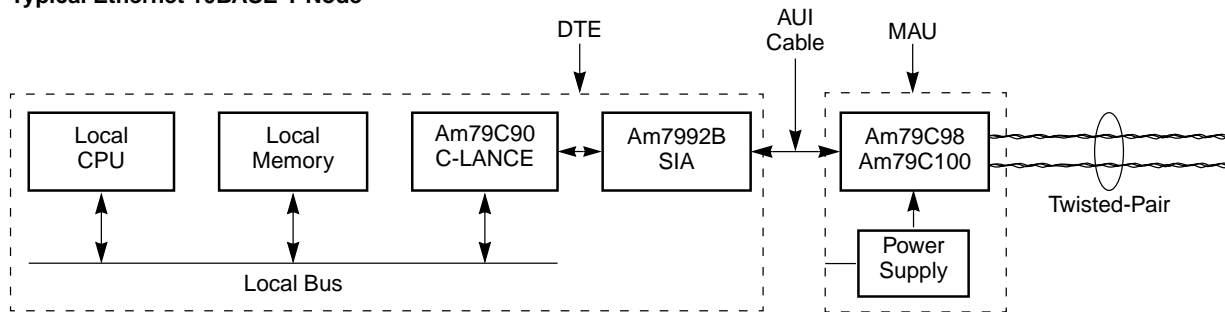 Typical Ethernet 10BASE-T Node
DTE
AUI
Cable
MAU
Local
CPU
Local
Memory
Am79C90
C-LANCE
Am7992B
SIA
Am79C98
Am79C100
Twisted-Pair
Power
Supply
Local Bus